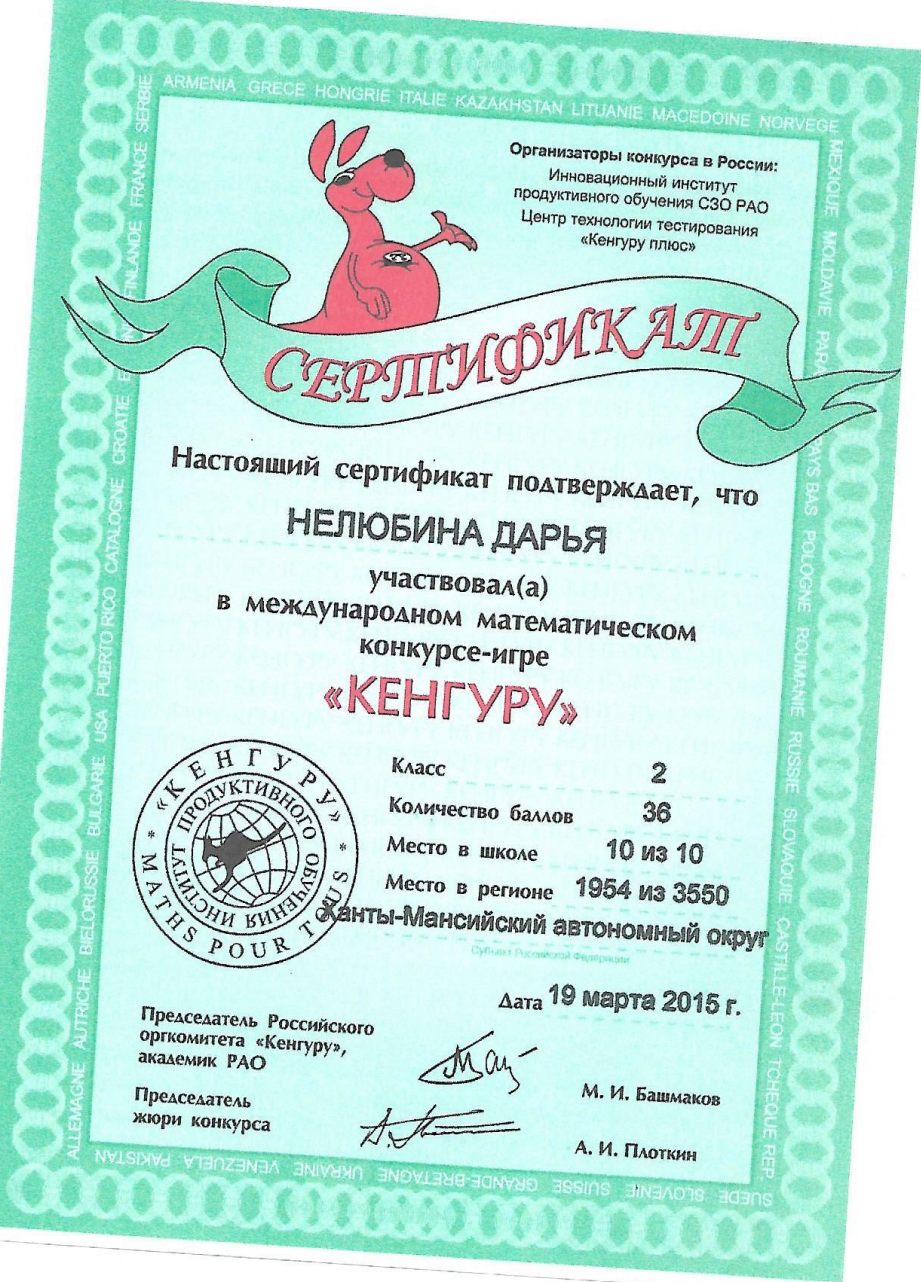 ARMENIA GRECE HONGRIE ITALIE KAZAKHSTAN LITUANIE MACEDOINE NORVEGE
Организаторы конкурса в России:
Инновационный институт
продуктивного обучения СЗО РАО
Центр технологии тестирования
«Кенгуру плюс»
СЕРТИФИКАТ
Настоящий сертификат подтверждает, что
НЕЛЮБИНА ДАРЬЯ
участвовал(а)
в международном математическом
конкурсе-игре
«КЕНГУРУ»
Класс 2
Количество баллов 36
Место в школе 10 из 10
Место в регионе 1954 из 3550
Ханты-Мансийский автономный округ
Субъект Российской Федерации
«КЕНГУРУ»
* MATHS POUR TOUS *
ИНСТИТУТ ПРОДУКТИВНОГО ОБУЧЕНИЯ
Дата 19 марта 2015 г.
Председатель Российского
оргкомитета «Кенгуру»,
академик РАО
М. И. Башмаков
Председатель
жюри конкурса
А. И. Плоткин
MEXIQUE MOLDAVIE PAYS BAS POLOGNE ROUMANIE RUSSIE SLOVAQUIE CASTILLE-LEON TCHEQUE REP.
SUEDE SLOVENIE SUISSE GRANDE-BRETAGNE UKRAINE VENEZUELA PAKISTAN
ALLEMAGNE AUTRICHE BIELORUSSIE BULGARIE USA PUERTO RICO CATALOGNE CROATIE FINLANDE FRANCE SERBIE